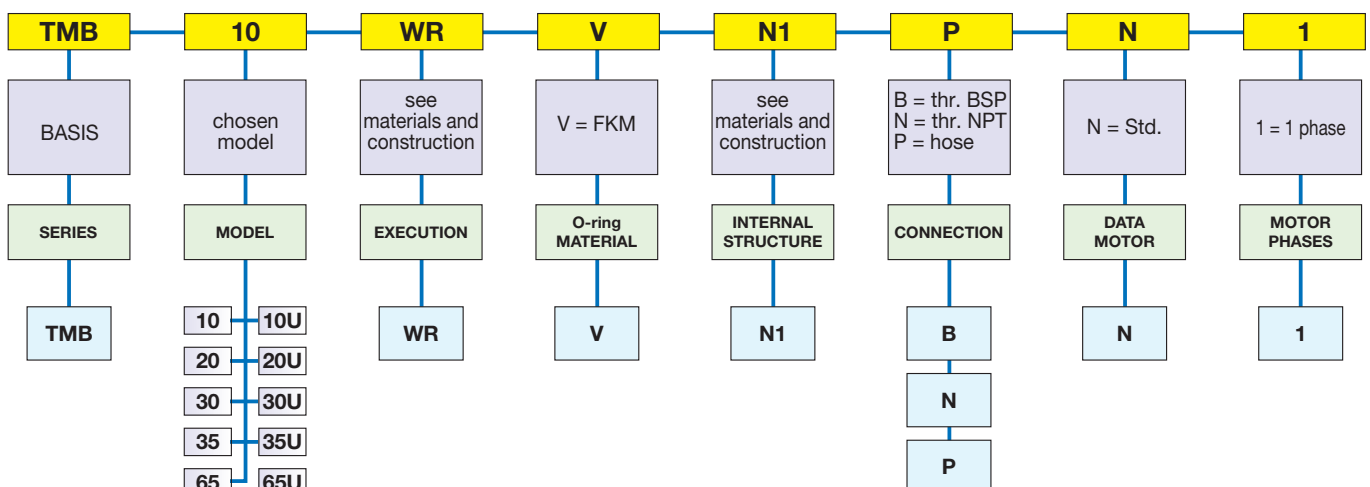 TMB 10 WR V N1 P N 1
BASIS
chosen
model
see
materials and
construction
V = FKM
see
materials and
construction
B = thr. BSP
N = thr. NPT
P = hose
N = Std.
1 = 1 phase
SERIES
MODEL
EXECUTION
O-ring
MATERIAL
INTERNAL
STRUCTURE
CONNECTION
DATA
MOTOR
MOTOR
PHASES
TMB
10 10U
20 20U
30 30U
35 35U
65 65U
WR
V
N1
B
N
P
N
1